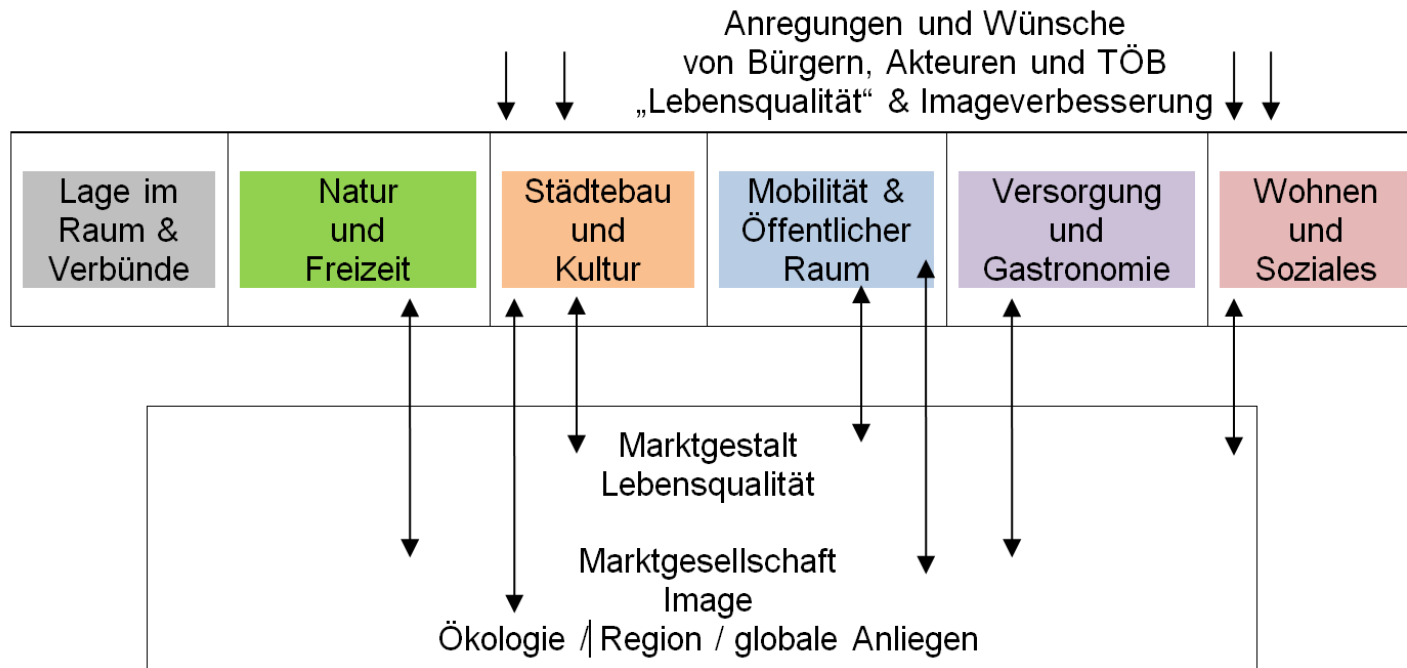 Anregungen und Wünsche
von Bürgern, Akteuren und TÖB
„Lebensqualität“ & Imageverbesserung
Lage im
Raum &
Verbünde
Natur
und
Freizeit
Städtebau
und
Kultur
Mobilität &
Öffentlicher
Raum
Versorgung
und
Gastronomie
Wohnen
und
Soziales
Marktgestalt
Lebensqualität
Marktgesellschaft
Image
Ökologie / Region / globale Anliegen